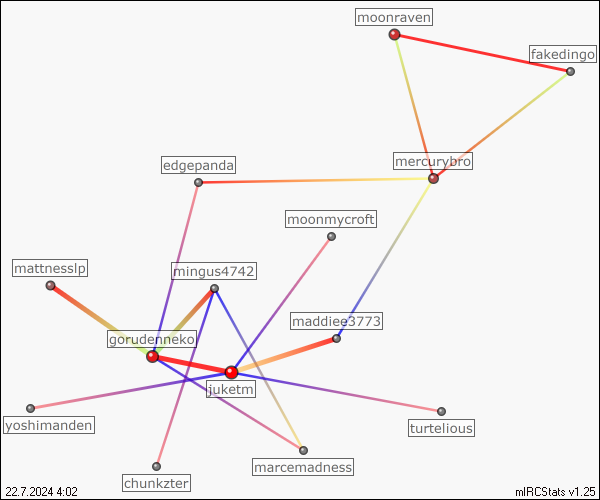 moonraven
fakedingo
mercurybro
edgepanda
moonmycroft
mattnesslp
mingus4742
maddiee3773
gorudenneko
juketm
yoshimanden
turtelious
marcemadness
chunkzter
22.7.2024 4:02
mIRCStats v1.25